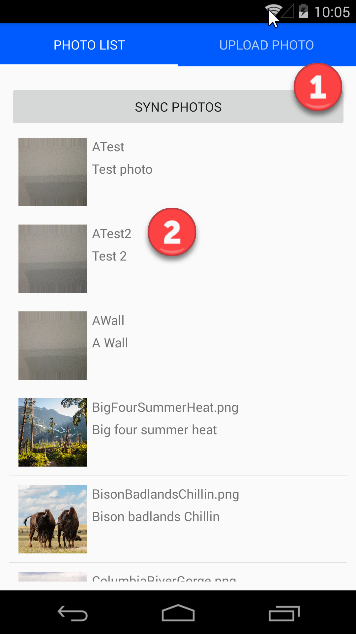 10:05
PHOTO LIST
UPLOAD PHOTO
1
SYNC PHOTOS
ATest
Test photo
ATest2
2
Test 2
AWall
A Wall
BigFourSummerHeat.png
Big four summer heat
BisonBadlandsChillin.png
Bison badlands Chillin
ColumbiaRiverGorge.png